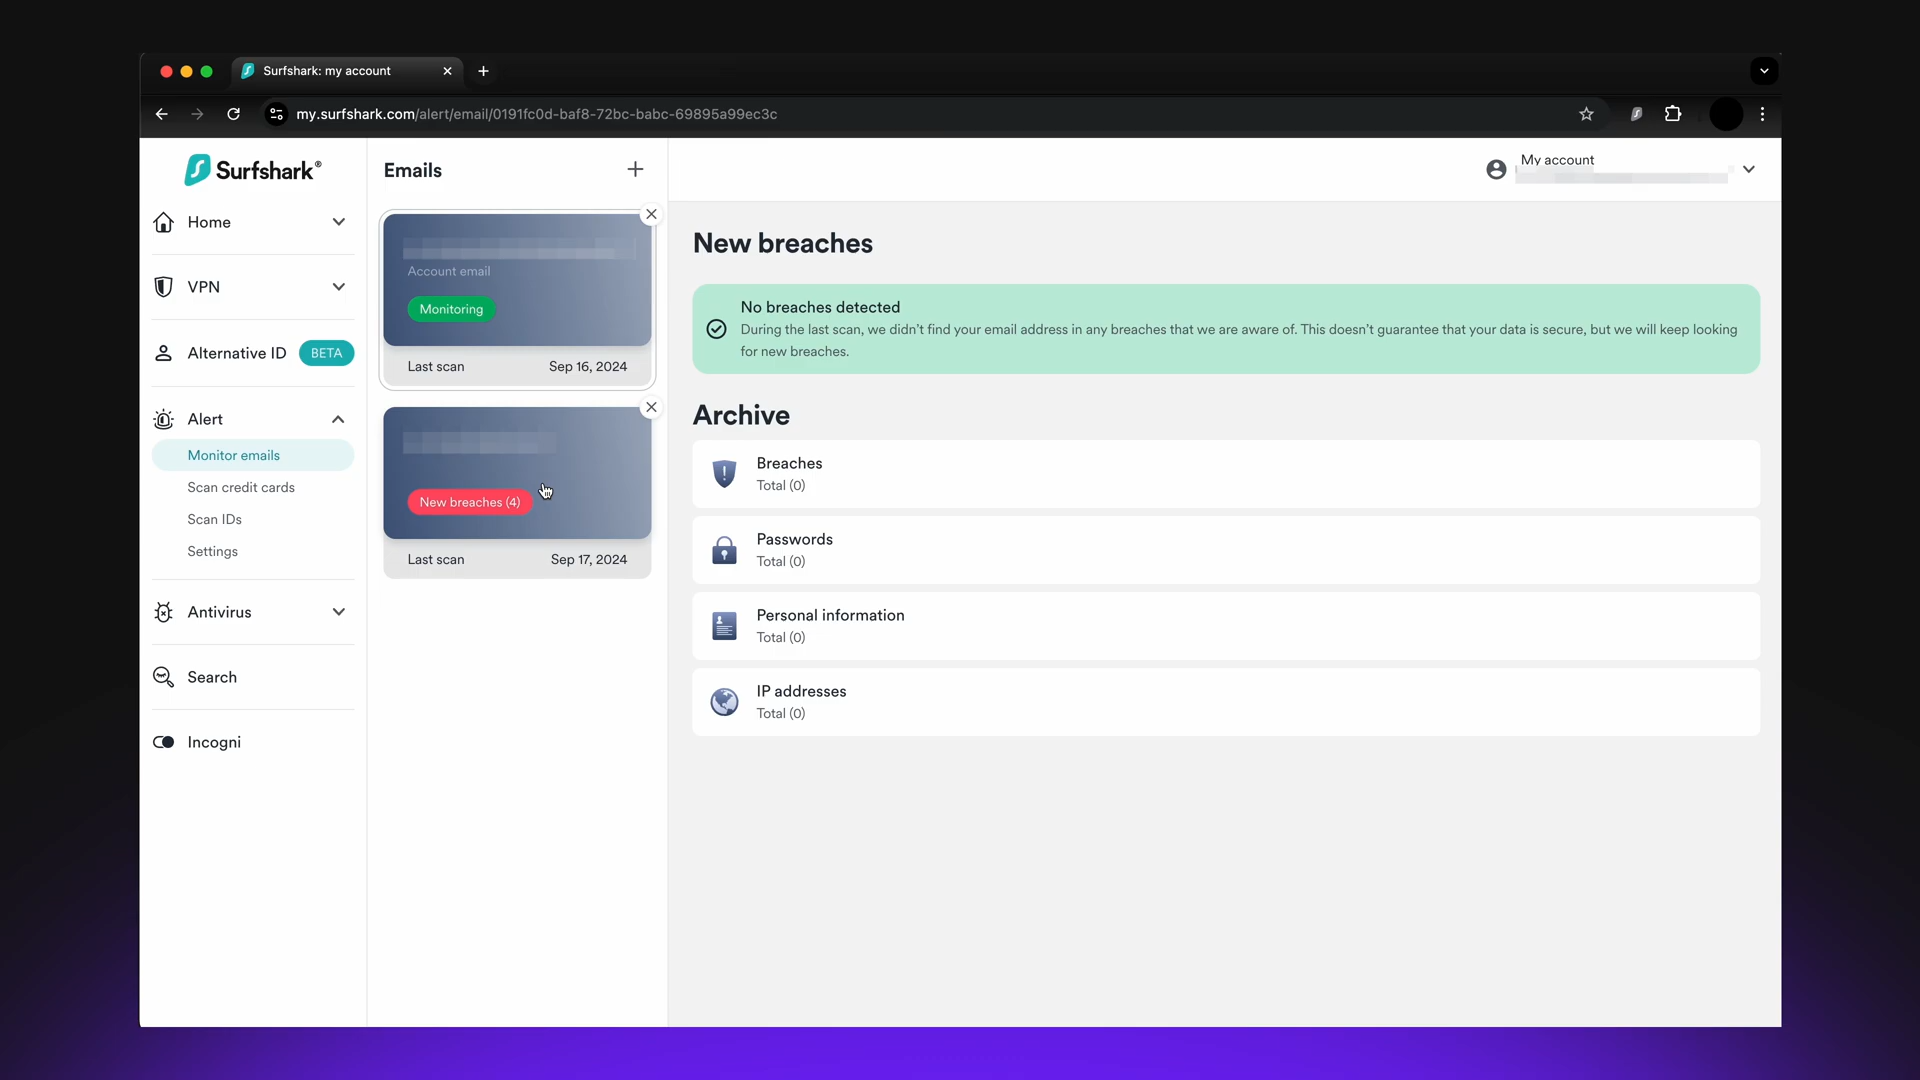 Surfshark: my account
my.surfshark.com/alert/email/0191fc0d-baf8-72bc-babc-69895a99ec3c
Surfshark®
Home
VPN
Alternative ID BETA
Alert
Monitor emails
Scan credit cards
Scan IDs
Settings
Antivirus
Search
Incogni
Emails
Account email
Monitoring
Last scan Sep 16, 2024
New breaches (4)
Last scan Sep 17, 2024
My account
New breaches
No breaches detected
During the last scan, we didn't find your email address in any breaches that we are aware of. This doesn't guarantee that your data is secure, but we will keep looking
for new breaches.
Archive
Breaches
Total (0)
Passwords
Total (0)
Personal information
Total (0)
IP addresses
Total (0)